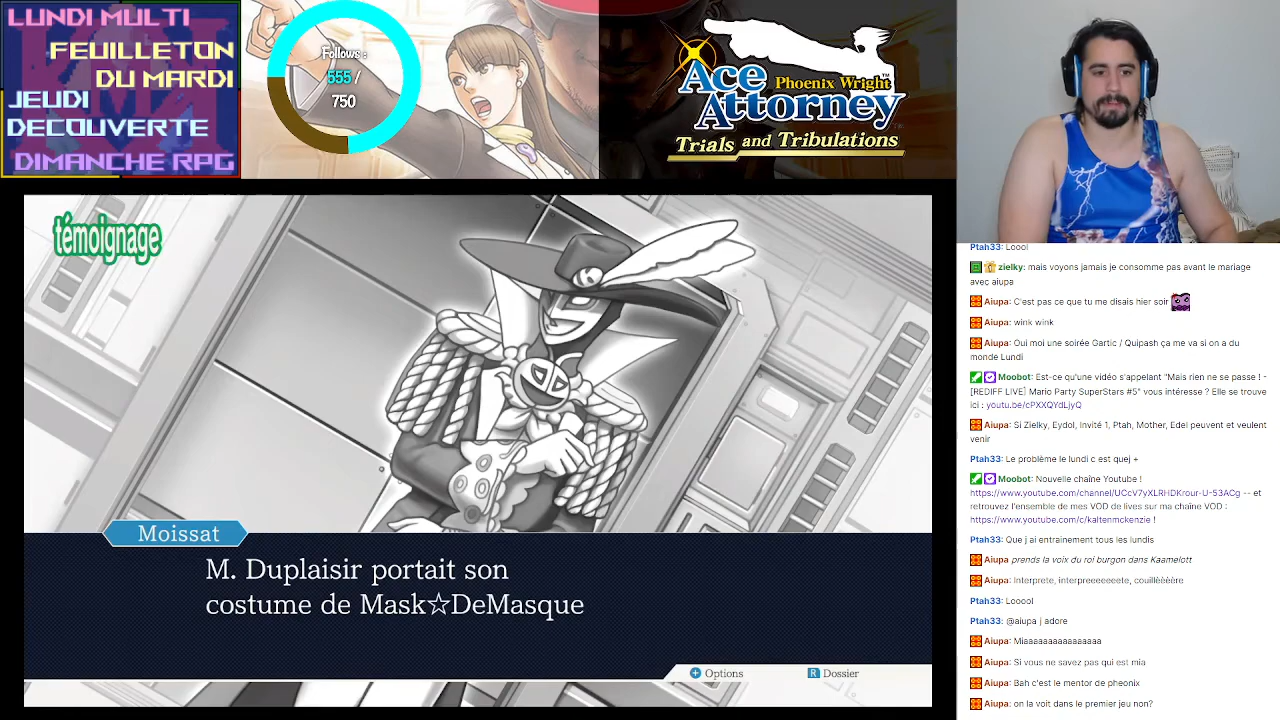 LUNDI MULTI
FEUILLETON
DU MARDI
JEUDI
DECOUVERTE
DIMANCHE RPG
Follows :
555 /
750
Phoenix Wright™
Ace
Attorney
Trials and Tribulations
témoignage
Moissat
M. Duplaisir portait son
costume de Mask☆DeMasque
+ Options
R Dossier
Ptah33: Loool
zielky: mais voyons jamais je consomme pas avant le mariage
avec aiupa
Aiupa: C'est pas ce que tu me disais hier soir
Aiupa: wink wink
Aiupa: Oui moi une soirée Gartic / Quipash ça me va si on a du
monde Lundi
Moobot: Est-ce qu'une vidéo s'appelant "Mais rien ne se passe ! -
[REDIFF LIVE] Mario Party SuperStars #5" vous intéresse ? Elle se trouve
ici : youtu.be/cPXXQYdLjyQ
Aiupa: Si Zielky, Eydol, Invité 1, Ptah, Mother, Edel peuvent et veulent
venir
Ptah33: Le problème le lundi c est quej +
Moobot: Nouvelle chaîne Youtube !
https://www.youtube.com/channel/UCcV7yXLRHDKrour-U-53ACg -- et
retrouvez l'ensemble de mes VOD de lives sur ma chaîne VOD :
https://www.youtube.com/c/kaltenmckenzie !
Ptah33: Que j ai entrainement tous les lundis
Aiupa prends la voix du roi burgon dans Kaamelott
Aiupa: Interprete, interpreeeeeeete, couillèèèère
Ptah33: Looool
Ptah33: @aiupa j adore
Aiupa: Miaaaaaaaaaaaaaaaa
Aiupa: Si vous ne savez pas qui est mia
Aiupa: Bah c'est le mentor de pheonix
Aiupa: on la voit dans le premier jeu non?